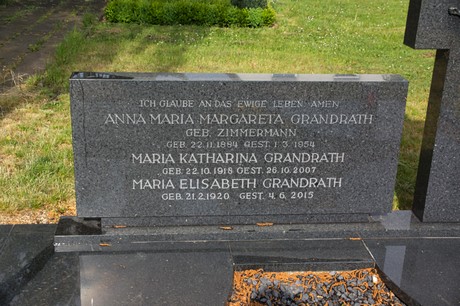 ICH GLAUBE AN DAS EWIGE LEBEN AMEN
ANNA MARIA MARGARETA GRANDRATH
GEB. ZIMMERMANN
GEB. 22.11.1884 GEST. 1.3.1954
MARIA KATHARINA GRANDRATH
GEB. 22.10.1918 GEST. 26.10.2007
MARIA ELISABETH GRANDRATH
GEB. 21.2.1920 GEST. 4.6.2015